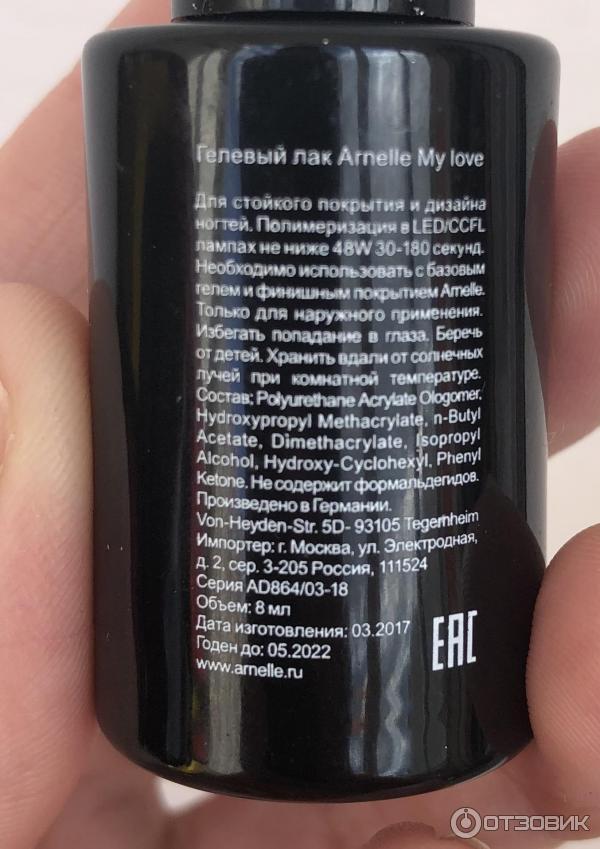 Гелевый лак Arnelle My love
Для стойкого покрытия и дизайна
ногтей. Полимеризация в LED/CCFL
лампах не ниже 48W 30-180 секунд.
Необходимо использовать с базовым
гелем и финишным покрытием Arnelle.
Только для наружного применения.
Избегать попадание в глаза. Беречь
от детей. Хранить вдали от солнечных
лучей при комнатной температуре.
Состав: Polyurethane Acrylate Ologomer,
Hydroxypropyl Methacrylate, n-Butyl
Acetate, Dimethacrylate, Isopropyl
Alcohol, Hydroxy-Cyclohexyl, Phenyl
Ketone. Не содержит формальдегидов.
Произведено в Германии.
Von-Heyden-Str. 5D- 93105 Tegernheim
Импортер: г. Москва, ул. Электродная,
д. 2, сер. 3-205 Россия, 111524
Серия AD864/03-18
Объем: 8 мл
Дата изготовления: 03.2017
Годен до: 05.2022
www.arnelle.ru
EAC
ОТЗОВИК